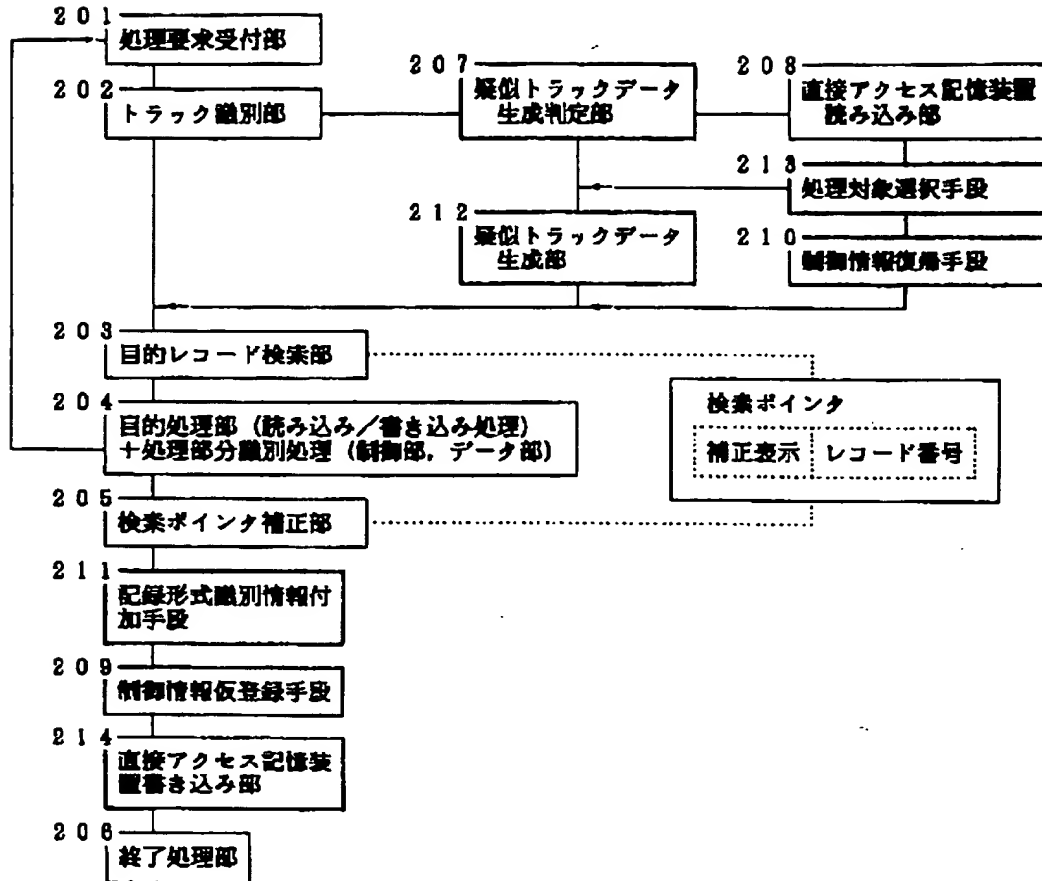 201
処理要求受付部
202
トラック識別部
207
疑似トラックデータ
生成判定部
208
直接アクセス記憶装置
読み込み部
213
処理対象選択手段
212
疑似トラックデータ
生成部
210
制御情報復帰手段
203
目的レコード検索部
204
目的処理部(読み込み/書き込み処理)
+処理部分識別処理(制御部,データ部)
検索ポインタ
補正表示 レコード番号
205
検索ポインタ補正部
211
記録形式識別情報付
加手段
209
制御情報仮登録手段
214
直接アクセス記憶装
置書き込み部
206
終了処理部